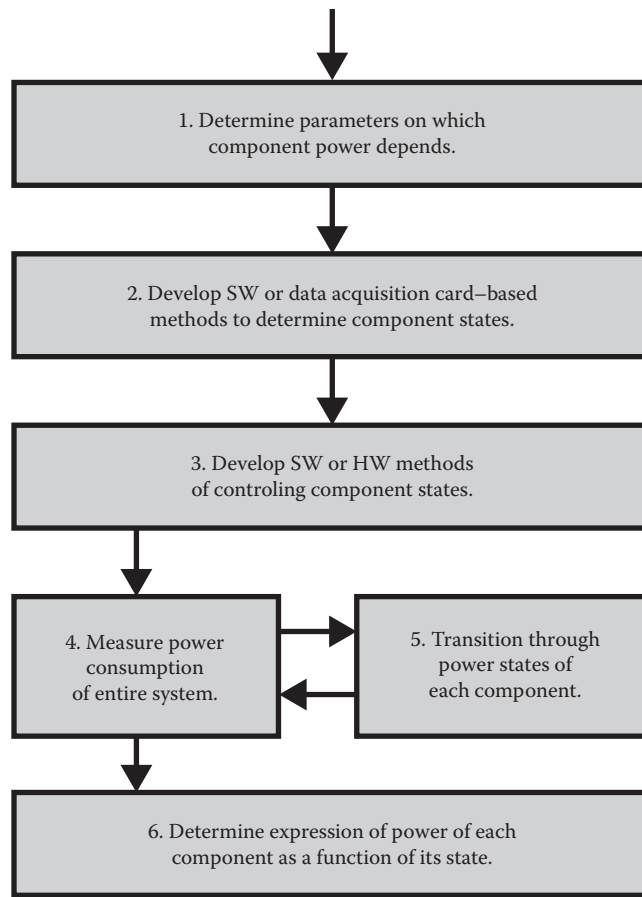 1. Determine parameters on which
component power depends.
2. Develop SW or data acquisition card–based
methods to determine component states.
3. Develop SW or HW methods
of controling component states.
4. Measure power
consumption
of entire system.
5. Transition through
power states of
each component.
6. Determine expression of power of each
component as a function of its state.